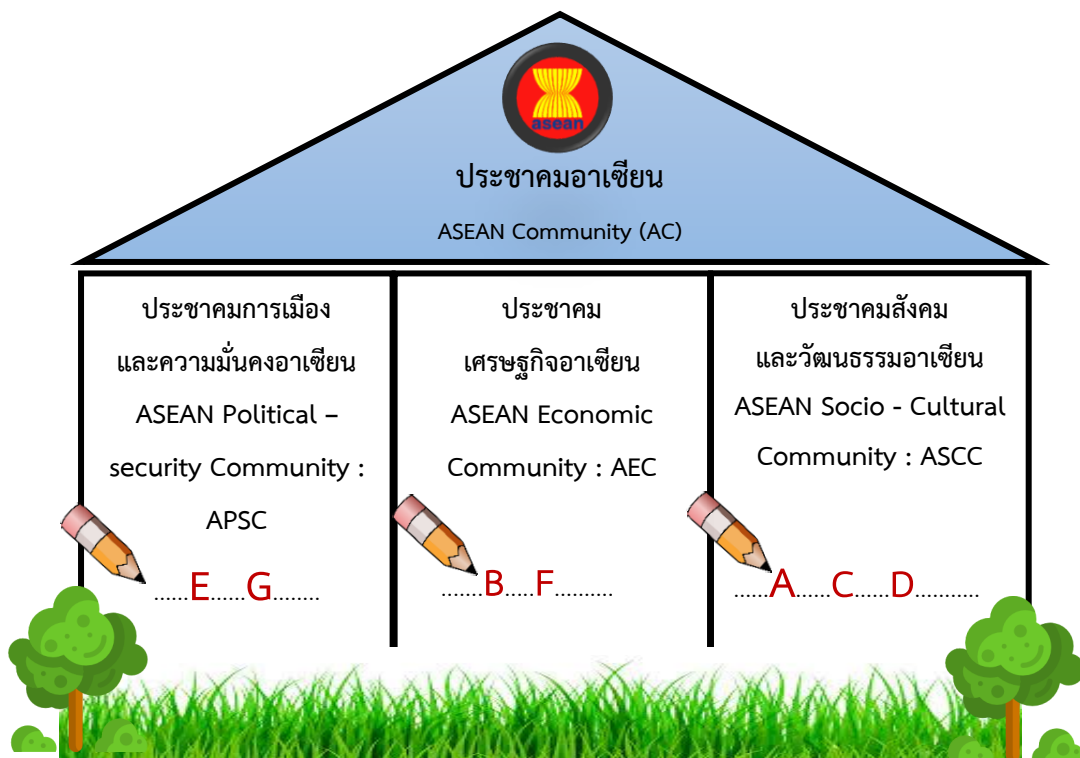 asean
ประชาคมอาเซียน
ASEAN Community (AC)
ประชาคมการเมือง
และความมั่นคงอาเซียน
ASEAN Political –
security Community :
APSC
......E......G........
ประชาคม
เศรษฐกิจอาเซียน
ASEAN Economic
Community : AEC
.......B.....F..........
ประชาคมสังคม
และวัฒนธรรมอาเซียน
ASEAN Socio - Cultural
Community : ASCC
......A......C.....D...........